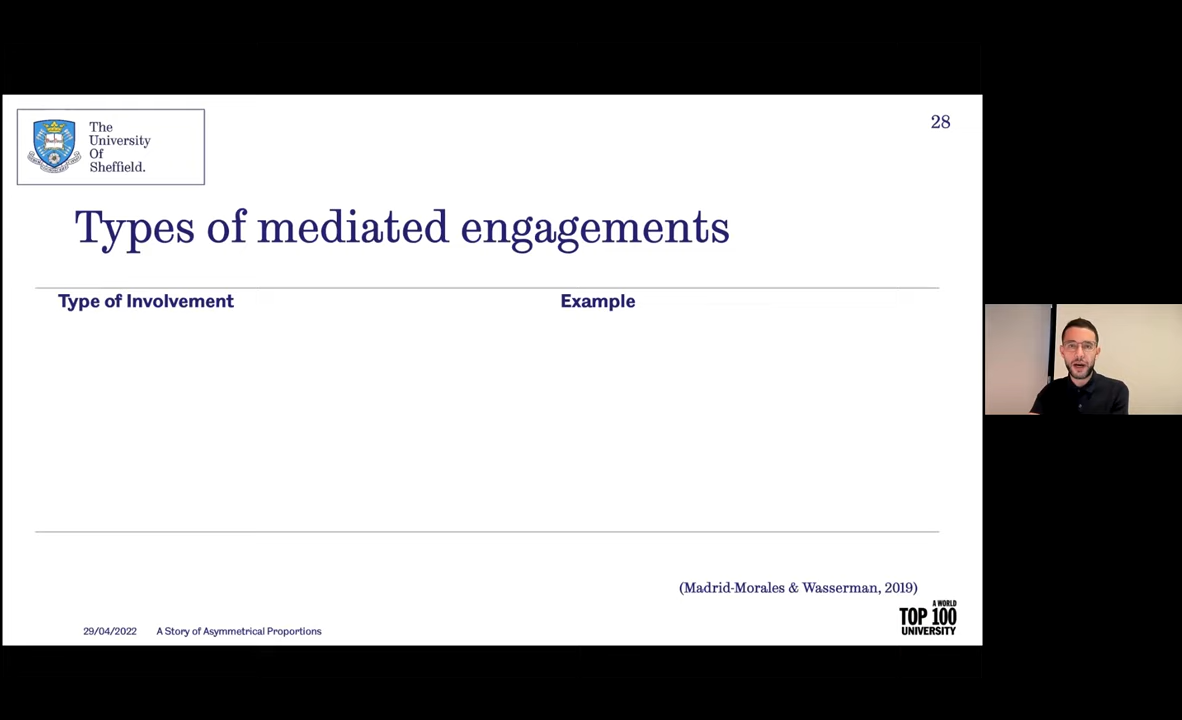 The
University
Of
Sheffield.
28
Types of mediated engagements
Type of Involvement Example
(Madrid-Morales & Wasserman, 2019)
A WORLD
TOP 100
UNIVERSITY
29/04/2022 A Story of Asymmetrical Proportions